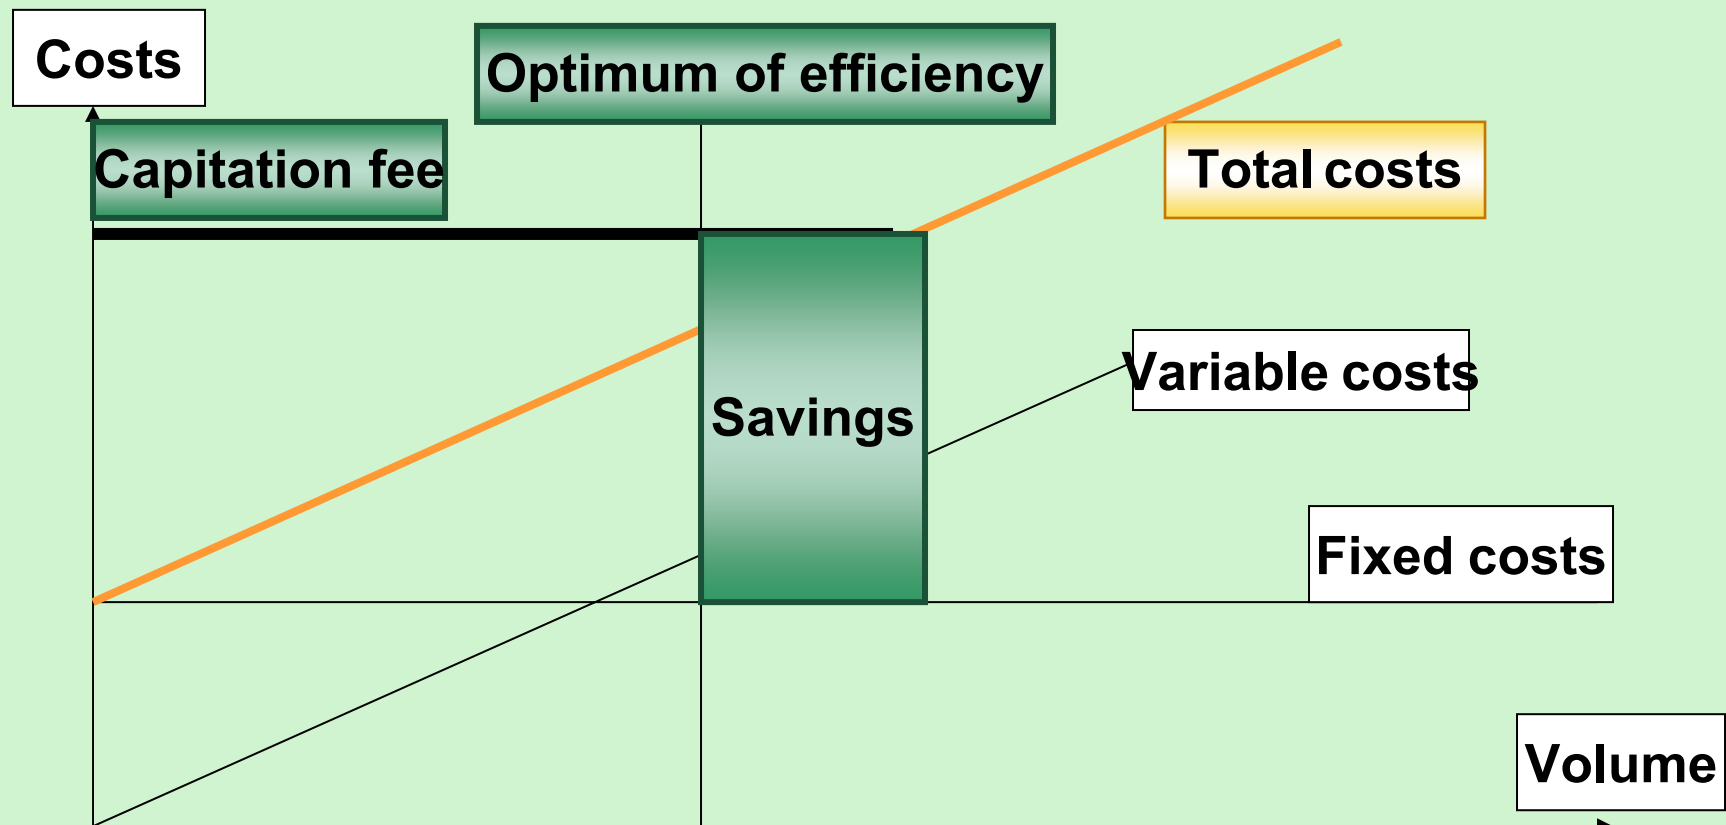 Costs
Optimum of efficiency
Capitation fee
Total costs
Variable costs
Savings
Fixed costs
Volume